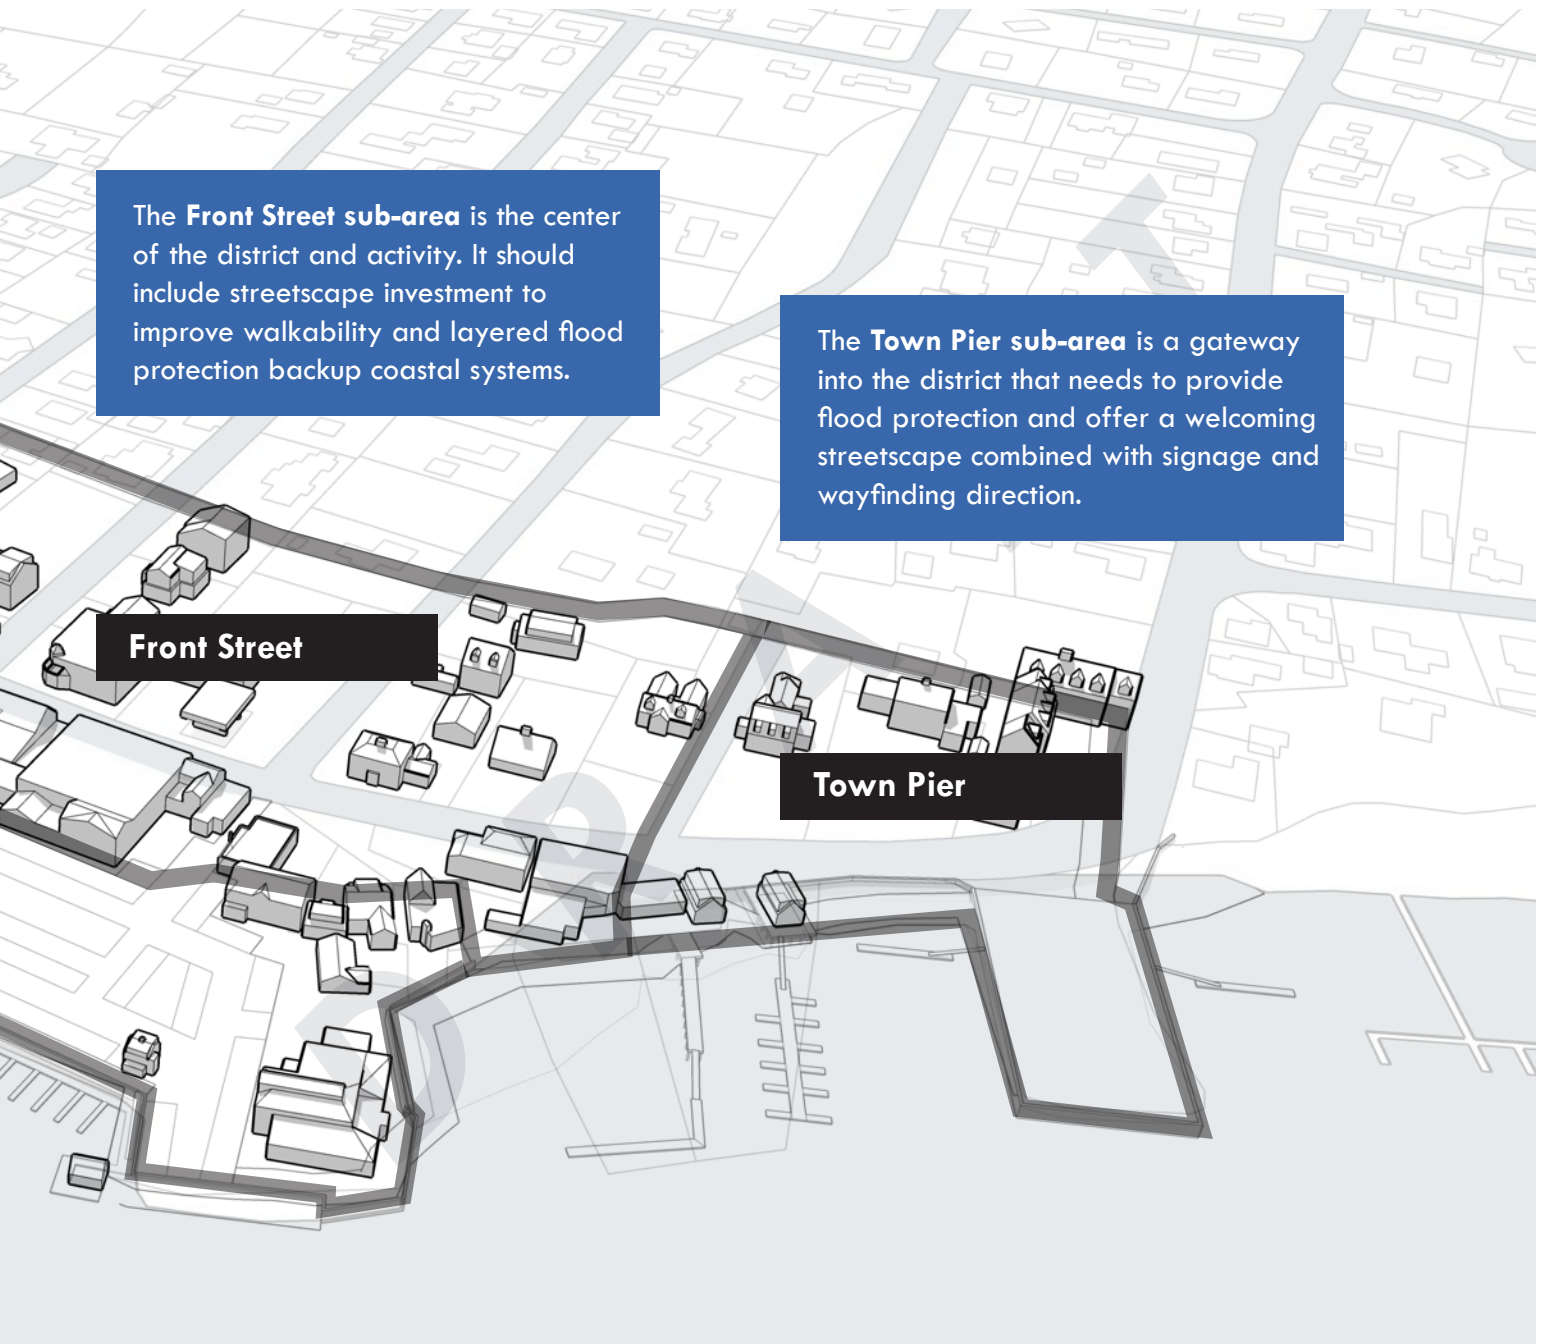 The Front Street sub-area is the center
of the district and activity. It should
include streetscape investment to
improve walkability and layered flood
protection backup coastal systems.
The Town Pier sub-area is a gateway
into the district that needs to provide
flood protection and offer a welcoming
streetscape combined with signage and
wayfinding direction.
Front Street
Town Pier
DRAFT